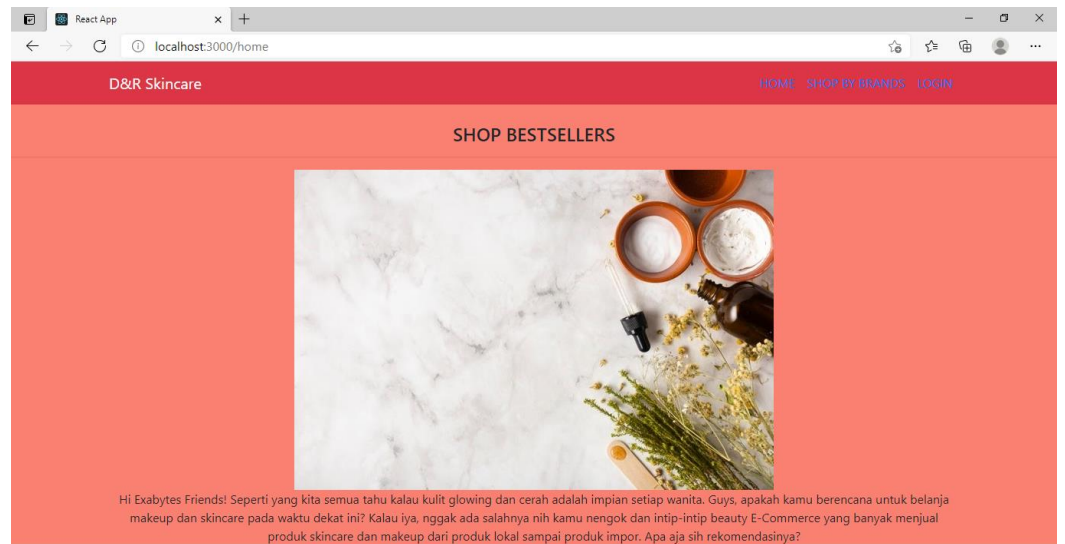 React App
localhost:3000/home
D&R Skincare
HOME SHOP BY BRANDS LOGIN
SHOP BESTSELLERS
Hi Exabytes Friends! Seperti yang kita semua tahu kalau kulit glowing dan cerah adalah impian setiap wanita. Guys, apakah kamu berencana untuk belanja
makeup dan skincare pada waktu dekat ini? Kalau iya, nggak ada salahnya nih kamu nengok dan intip-intip beauty E-Commerce yang banyak menjual
produk skincare dan makeup dari produk lokal sampai produk impor. Apa aja sih rekomendasinya?